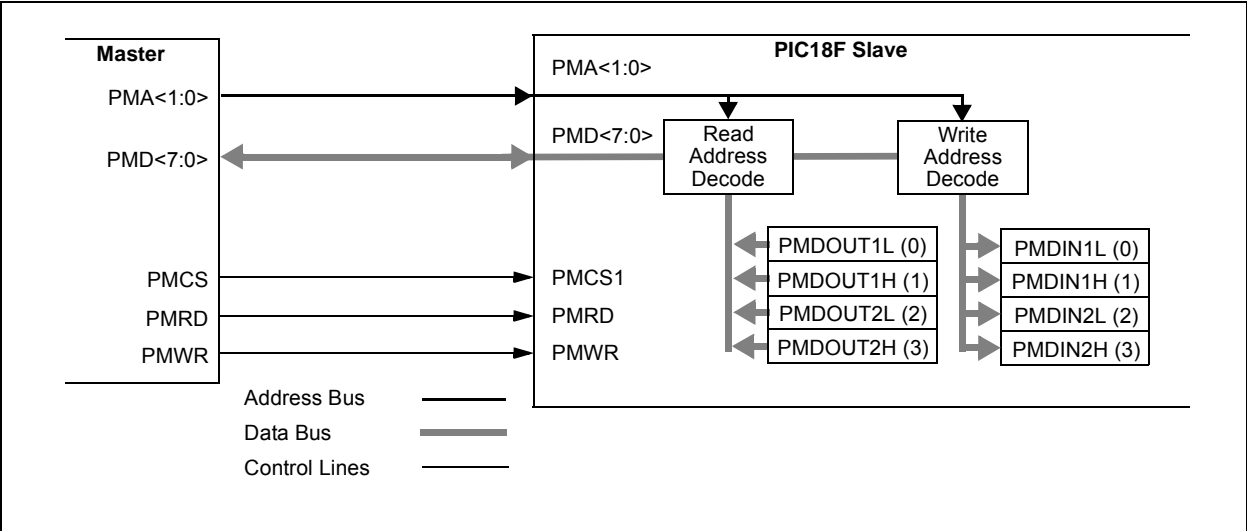 Master
PIC18F Slave
PMA<1:0>
PMA<1:0>
PMD<7:0>
PMD<7:0>
Read
Address
Decode
Write
Address
Decode
PMDOUT1L (0)
PMDOUT1H (1)
PMDOUT2L (2)
PMDOUT2H (3)
PMDIN1L (0)
PMDIN1H (1)
PMDIN2L (2)
PMDIN2H (3)
PMCS
PMCS1
PMRD
PMRD
PMWR
PMWR
Address Bus
Data Bus
Control Lines